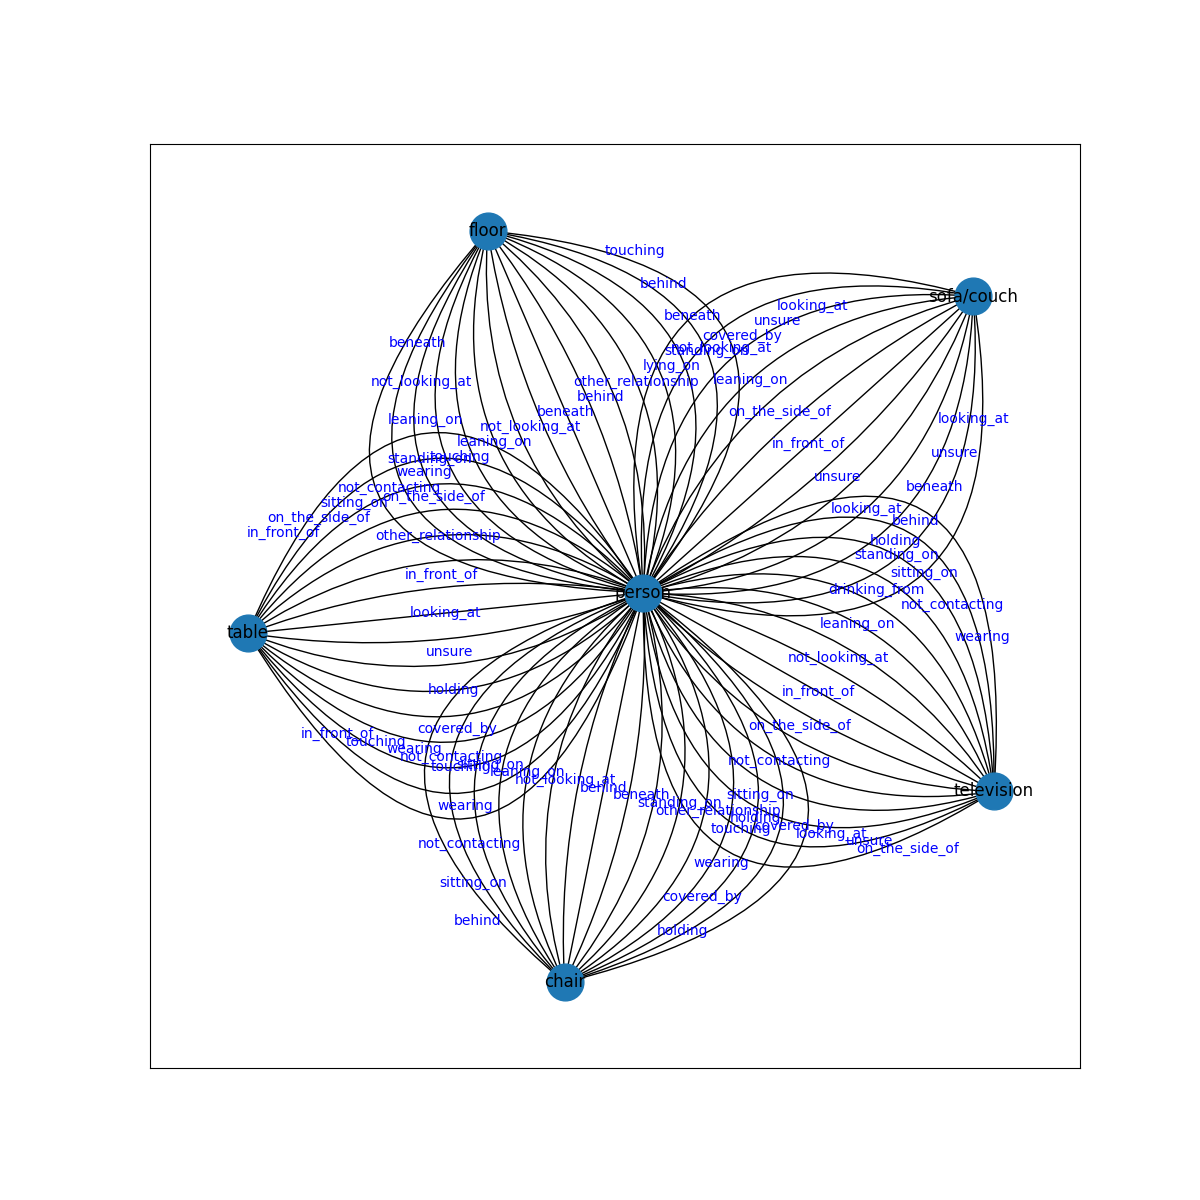 floor
touching
behind
sofa/couch
looking_at
beneath
unsure
covered_by
beneath
not_looking_at
standing_on
lying_on
leaning_on
not_looking_at
other_relationship
behind
on_the_side_of
beneath
leaning_on
looking_at
not_looking_at
leaning_on
in_front_of
unsure
touching
standing_on
wearing
unsure
not_contacting
beneath
on_the_side_of
sitting_on
looking_at
on_the_side_of
behind
in_front_of
other_relationship
holding
standing_on
in_front_of
sitting_on
drinking_from
person
not_contacting
looking_at
leaning_on
table
wearing
unsure
not_looking_at
holding
in_front_of
on_the_side_of
covered_by
in_front_of
touching
wearing
not_contacting
not_contacting
touching
sitting_on
leaning_on
not_looking_at
behind
television
beneath
sitting_on
standing_on
wearing
other_relationship
holding
touching
covered_by
looking_at
unsure
not_contacting
on_the_side_of
wearing
sitting_on
covered_by
behind
holding
chair